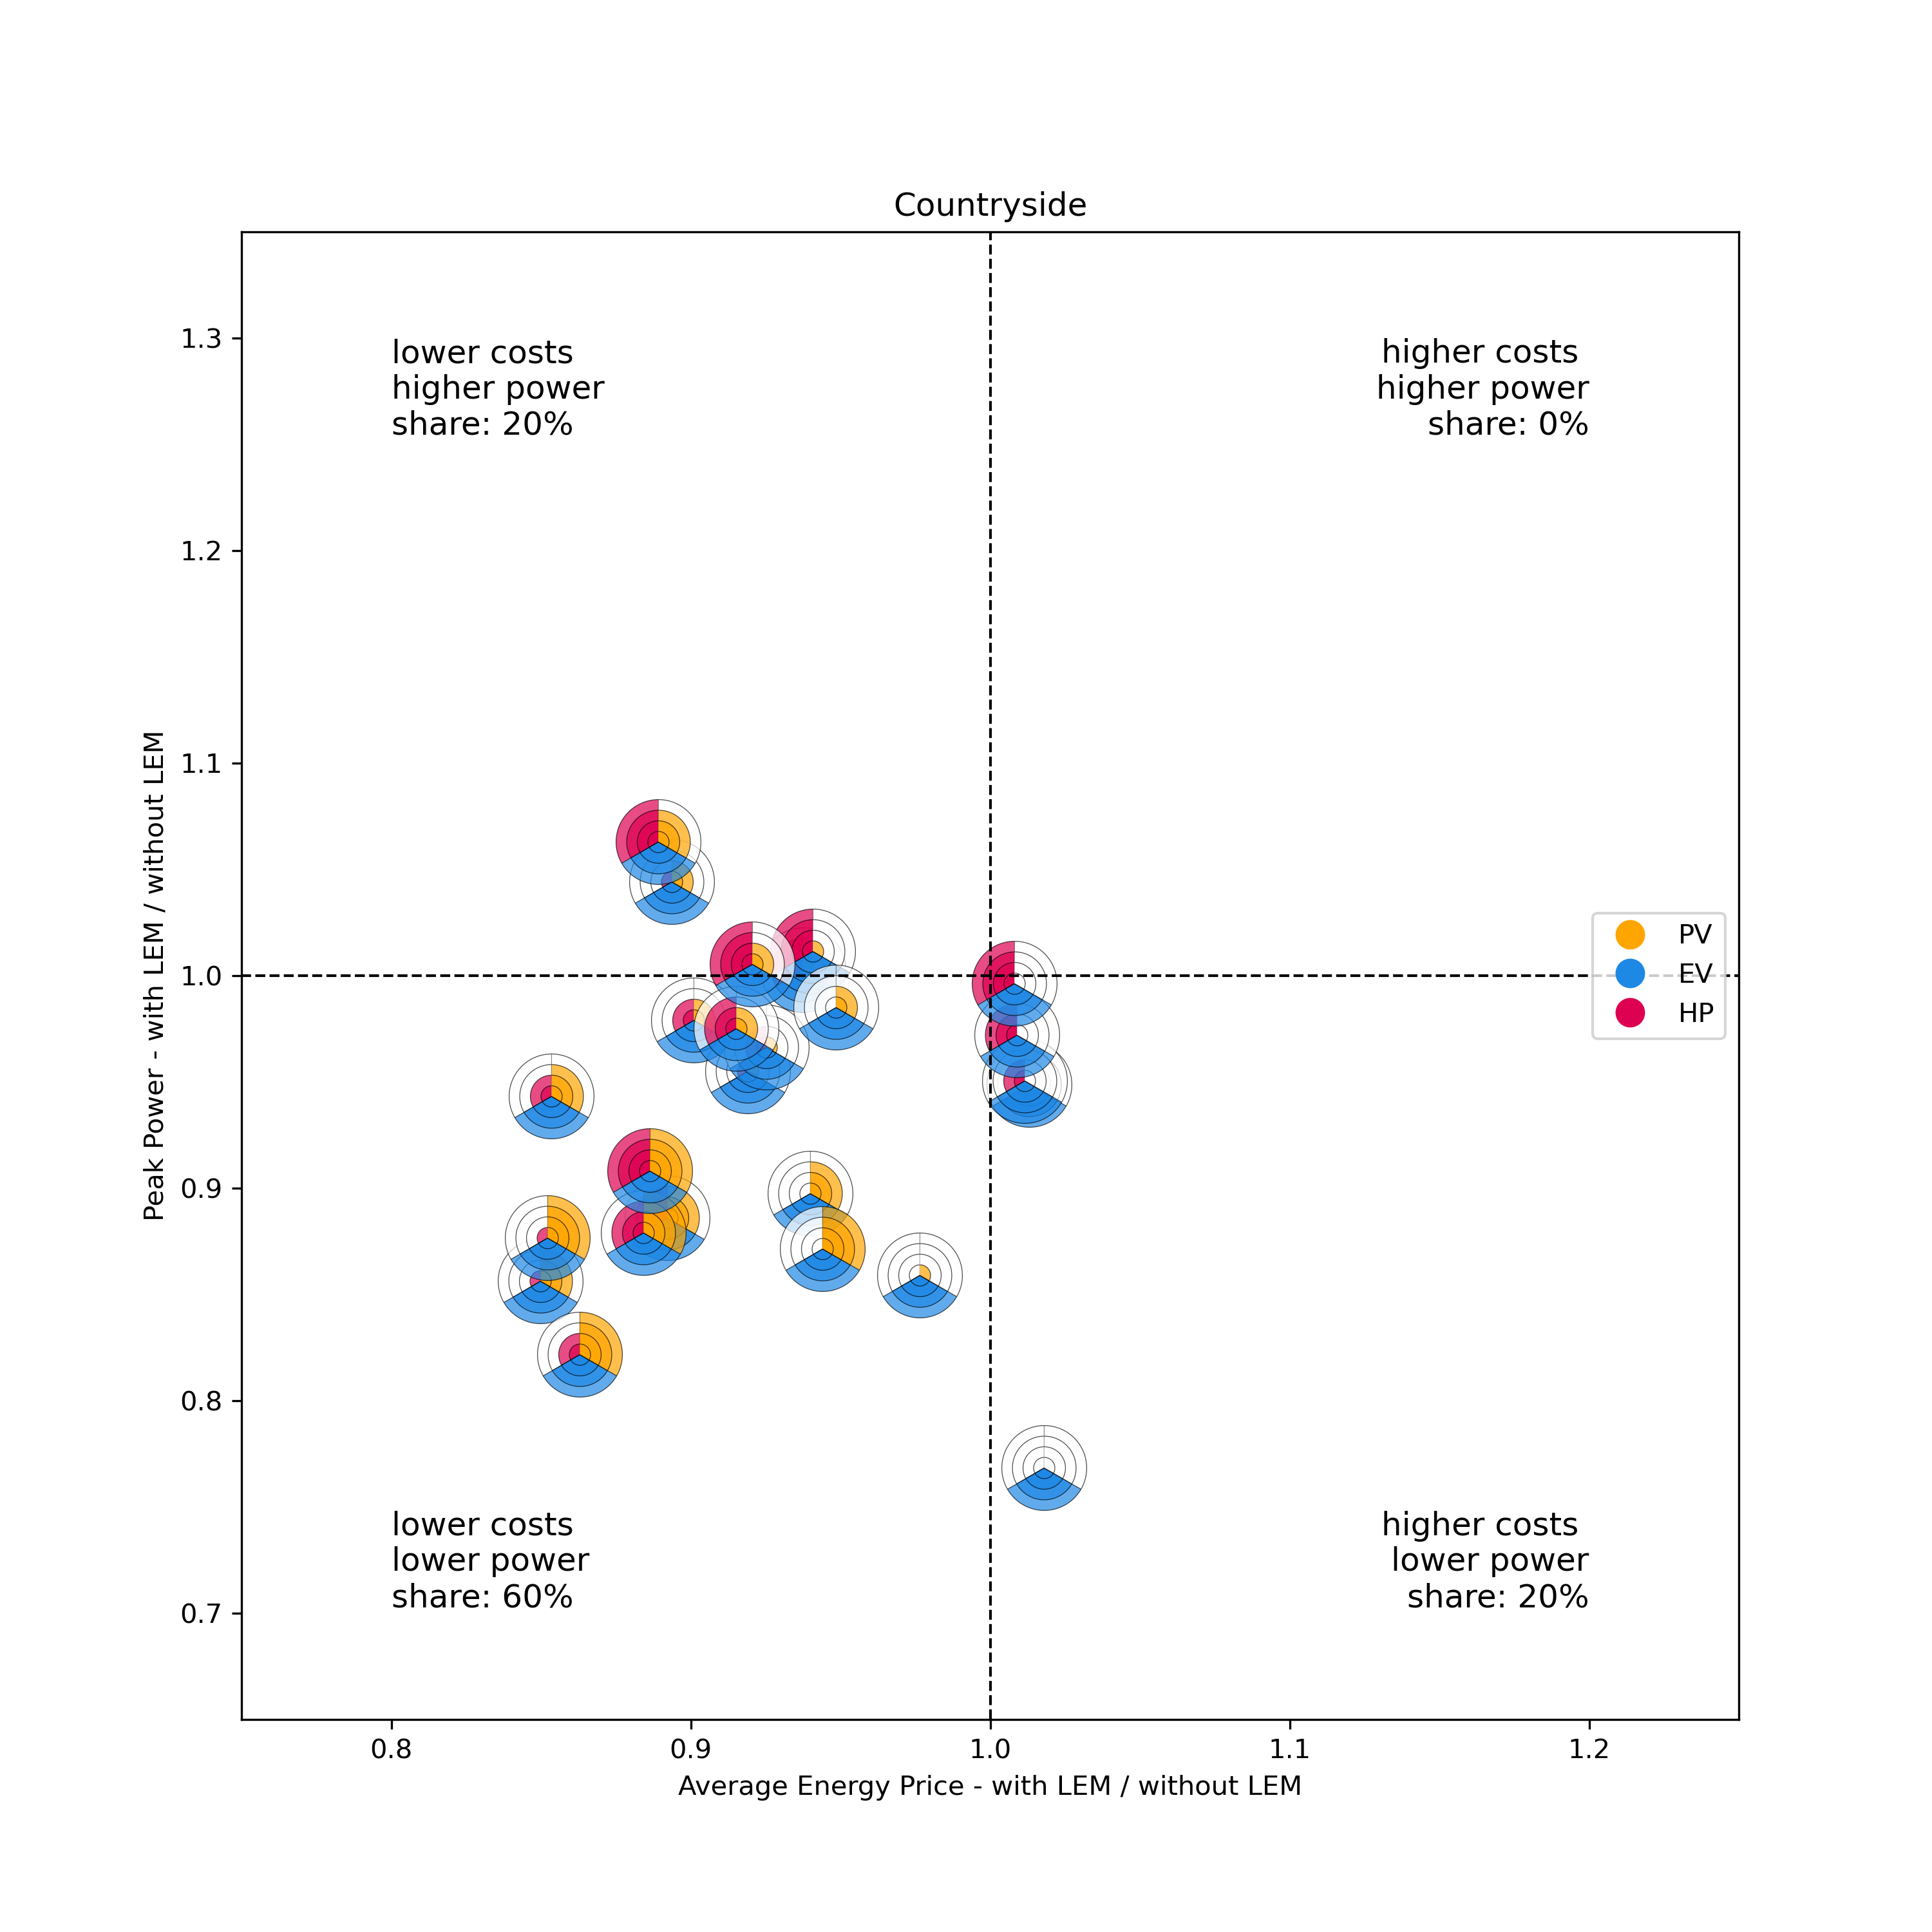 Countryside
lower costs
higher power
share: 20%
higher costs
higher power
share: 0%
1.3
1.2
1.1
1.0
0.9
0.8
0.7
Peak Power - with LEM / without LEM
PV
EV
HP
lower costs
lower power
share: 60%
higher costs
lower power
share: 20%
0.8
0.9
1.0
1.1
1.2
Average Energy Price - with LEM / without LEM